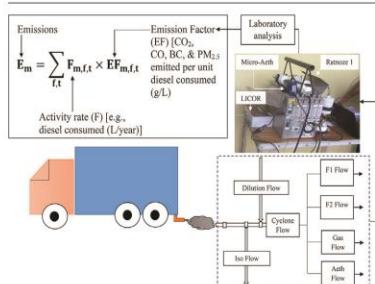 Emissions
Emission Factor
(EF) [CO₂,
CO, BC, & PM₂.₅
emitted per unit
diesel consumed
(g/L)
Eₘ = ∑ Fₘ,f,t × EFₘ,f,t
f,t
Activity rate (F) [e.g.,
diesel consumed (L/year)]
Laboratory
analysis
Micro-Aeth
Ratnoze 1
LICOR
Dilution Flow
Cyclone
Flow
Iso Flow
F1 Flow
F2 Flow
Gas
Flow
Aeth
Flow